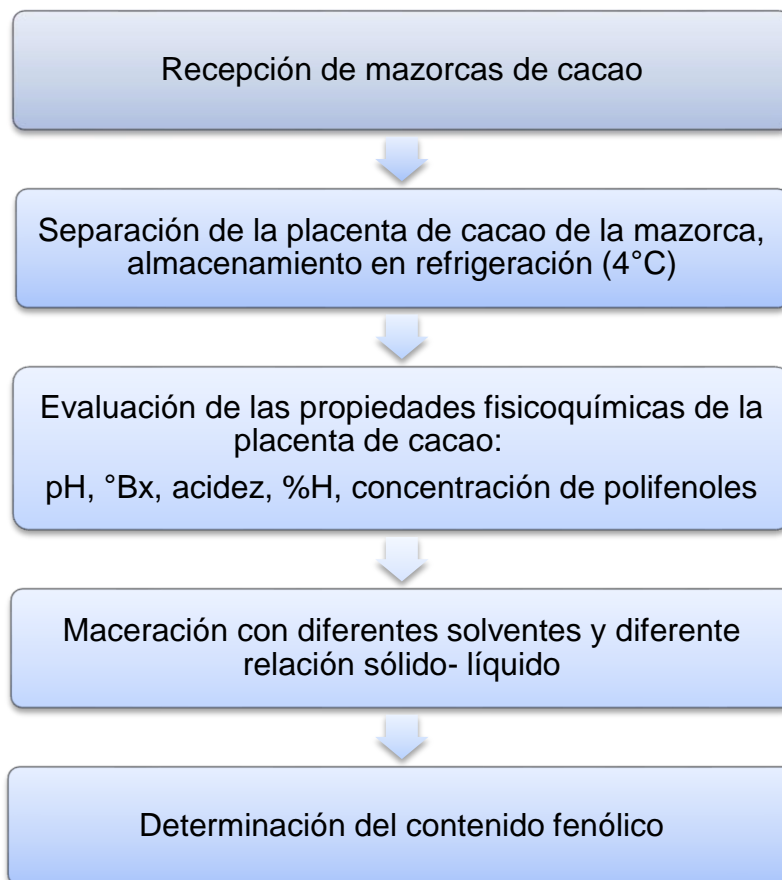 Recepción de mazorcas de cacao
Separación de la placenta de cacao de la mazorca,
almacenamiento en refrigeración (4°C)
Evaluación de las propiedades fisicoquímicas de la
placenta de cacao:
pH, °Bx, acidez, %H, concentración de polifenoles
Maceración con diferentes solventes y diferente
relación sólido- líquido
Determinación del contenido fenólico